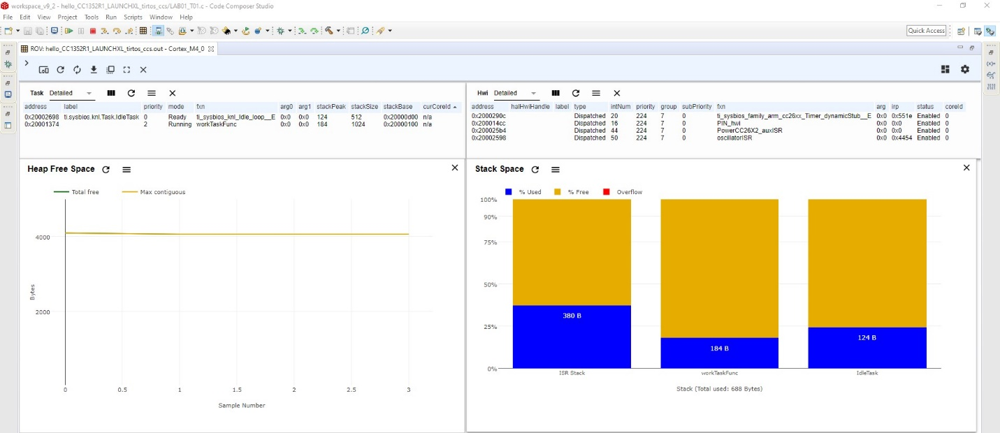 workspace_v9_2 - hello_CC1352R1_LAUNCHXL_tirtos_ccs/LAB01_T01.c - Code Composer Studio
File Edit View Project Tools Run Scripts Window Help
Quick Access
ROV: hello_CC1352R1_LAUNCHXL_tirtos_ccs.out - Cortex_M4_0
Task Detailed
address label priority mode fxn arg0 arg1 stackPeak stackSize stackBase curCoreId
0x20002698 ti.sysbios.knl.Task.IdleTask 0 Ready ti_sysbios_knl_Idle_loop__E 0x0 0x0 124 512 0x20000d00 n/a
0x20001374 2 Running workTaskFunc 0x0 0x0 184 1024 0x20000100 n/a
Hwi Detailed
address halHwiHandle label type intNum priority group subPriority fxn arg irp status coreId
0x2000290c Dispatched 20 224 7 0 ti_sysbios_family_arm_cc26xx_Timer_dynamicStub__E 0x0 0x551e Enabled 0
0x200014cc Dispatched 16 224 7 0 PIN_hwi 0x0 0x0 Enabled 0
0x200025b4 Dispatched 44 224 7 0 PowerCC26X2_auxISR 0x0 0x0 Enabled 0
0x20002598 Dispatched 50 224 7 0 oscillatorISR 0x0 0x4454 Enabled 0
Heap Free Space
Total free Max contiguous
4000
Bytes
2000
0 0.5 1 1.5 2 2.5 3
Sample Number
Stack Space
% Used % Free Overflow
100%
90%
75%
50%
25%
0%
380 B
184 B
124 B
ISR Stack workTaskFunc IdleTask
Stack (Total used: 688 Bytes)